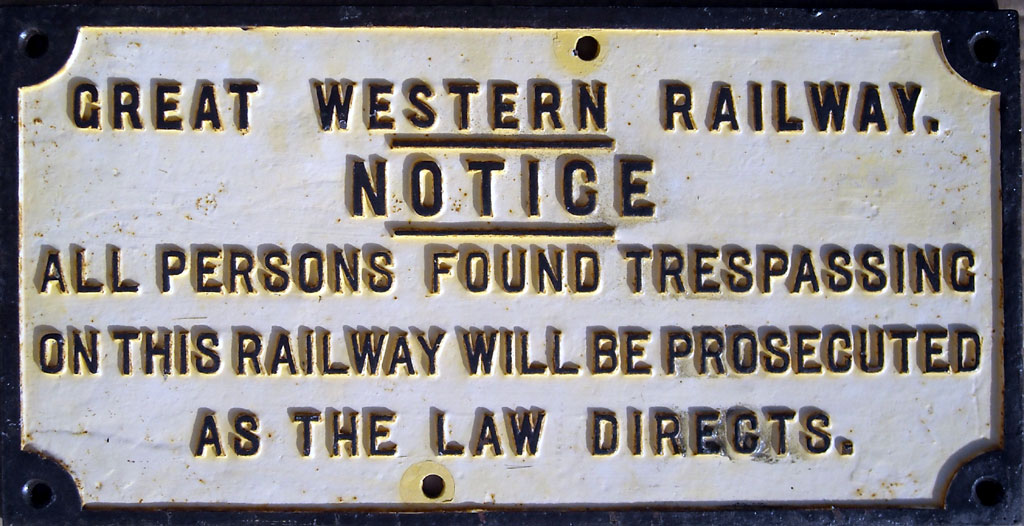 GREAT WESTERN RAILWAY.
NOTICE
ALL PERSONS FOUND TRESPASSING
ON THIS RAILWAY WILL BE PROSECUTED
AS THE LAW DIRECTS.